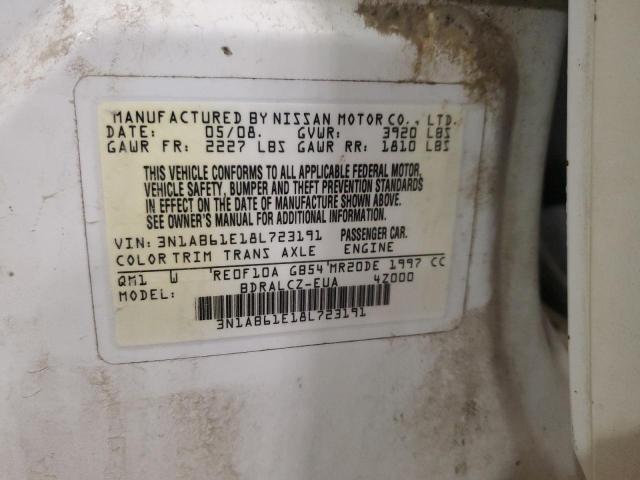 MANUFACTURED BY NISSAN MOTOR CO., LTD.
DATE: 05/08. GVWR: 3920 LBS
GAWR FR: 2227 LBS GAWR RR: 1810 LBS
THIS VEHICLE CONFORMS TO ALL APPLICABLE FEDERAL MOTOR
VEHICLE SAFETY, BUMPER AND THEFT PREVENTION STANDARDS
IN EFFECT ON THE DATE OF MANUFACTURE SHOWN ABOVE.
SEE OWNER'S MANUAL FOR ADDITIONAL INFORMATION.
VIN: 3N1AB61E18L723191 PASSENGER CAR.
COLOR TRIM TRANS AXLE ENGINE
QM1 W RE0F10A GB54 MR20DE 1997 CC
MODEL: BDRALCZ-EUA 4Z000
3N1AB61E18L723191